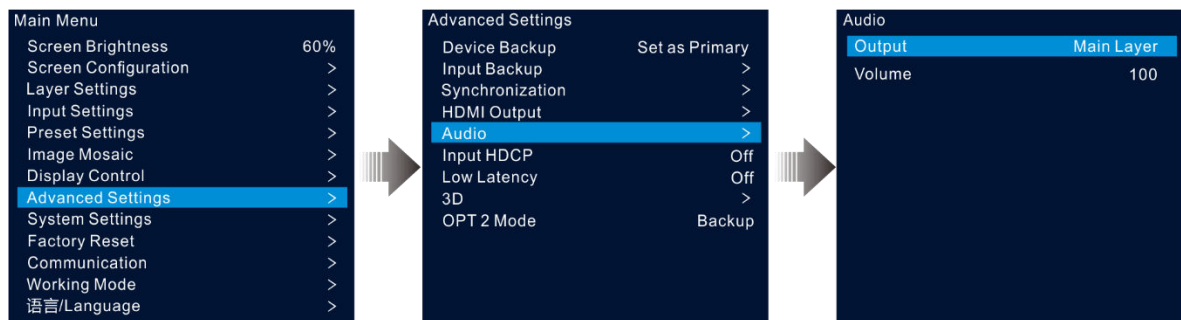 Main Menu
Screen Brightness 60%
Screen Configuration >
Layer Settings >
Input Settings >
Preset Settings >
Image Mosaic >
Display Control >
Advanced Settings >
System Settings >
Factory Reset >
Communication >
Working Mode >
语言/Language >
Advanced Settings
Device Backup Set as Primary
Input Backup >
Synchronization >
HDMI Output >
Audio >
Input HDCP Off
Low Latency Off
3D >
OPT 2 Mode Backup
Audio
Output Main Layer
Volume 100